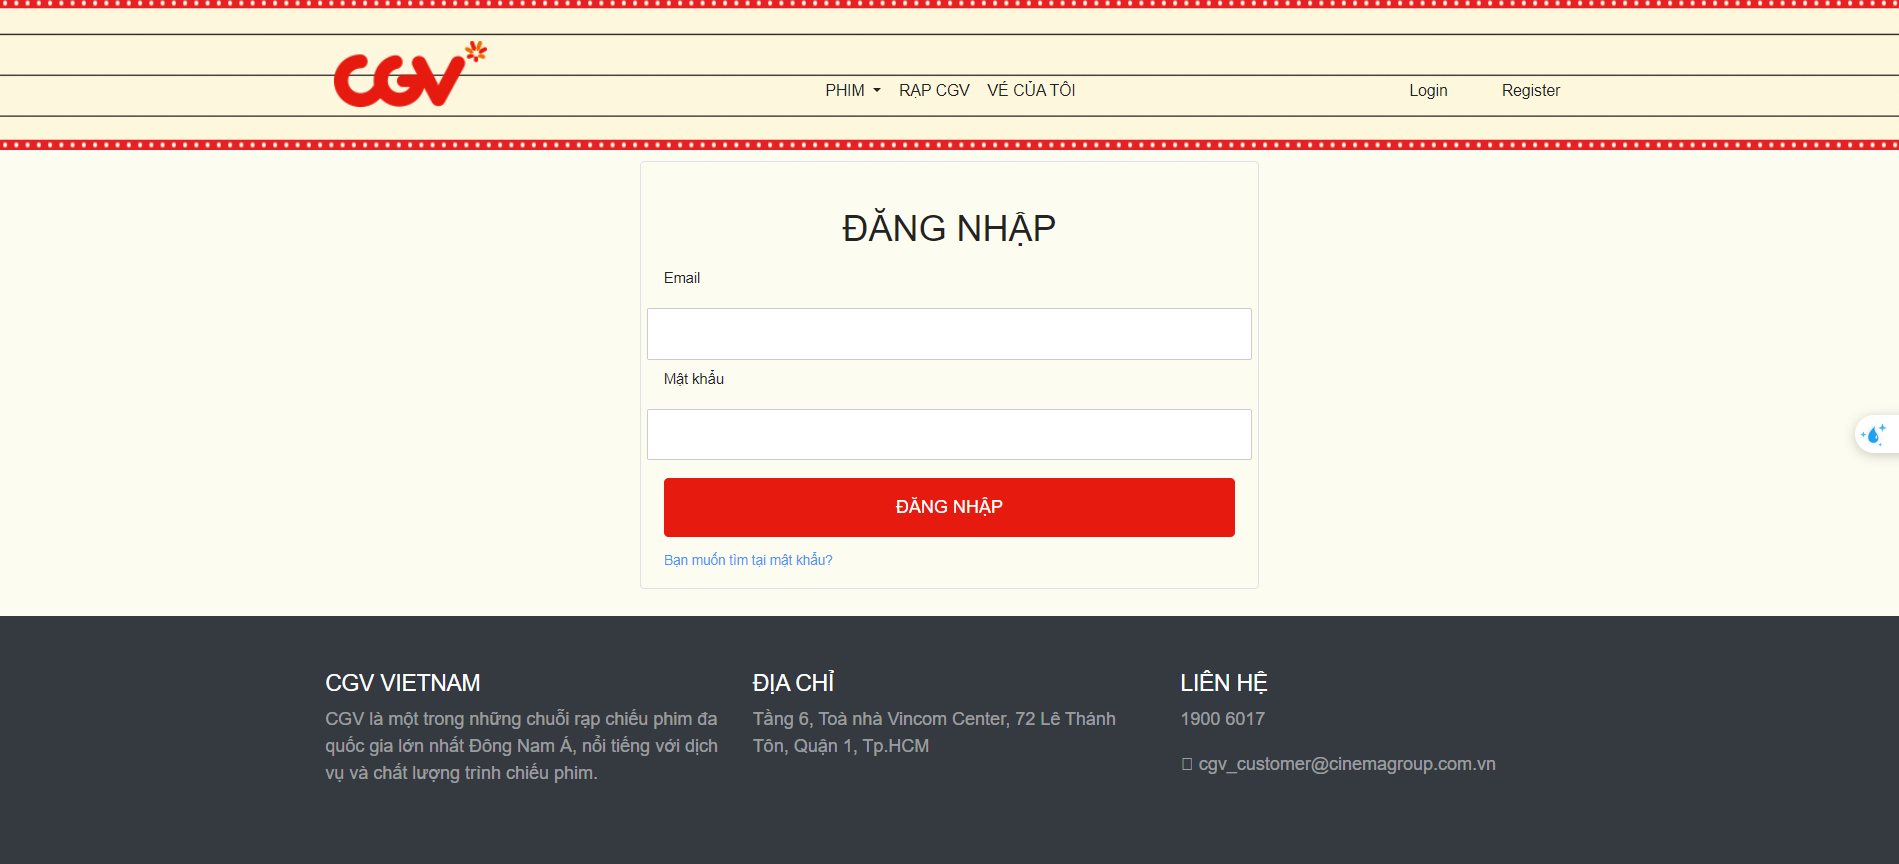 CGV
PHIM
RẠP CGV
VÉ CỦA TÔI
Login
Register
ĐĂNG NHẬP
Email
Mật khẩu
ĐĂNG NHẬP
Bạn muốn tìm tại mật khẩu?
CGV VIETNAM
CGV là một trong những chuỗi rạp chiếu phim đa
quốc gia lớn nhất Đông Nam Á, nổi tiếng với dịch
vụ và chất lượng trình chiếu phim.
ĐỊA CHỈ
Tầng 6, Toà nhà Vincom Center, 72 Lê Thánh
Tôn, Quận 1, Tp.HCM
LIÊN HỆ
1900 6017
cgv_customer@cinemagroup.com.vn